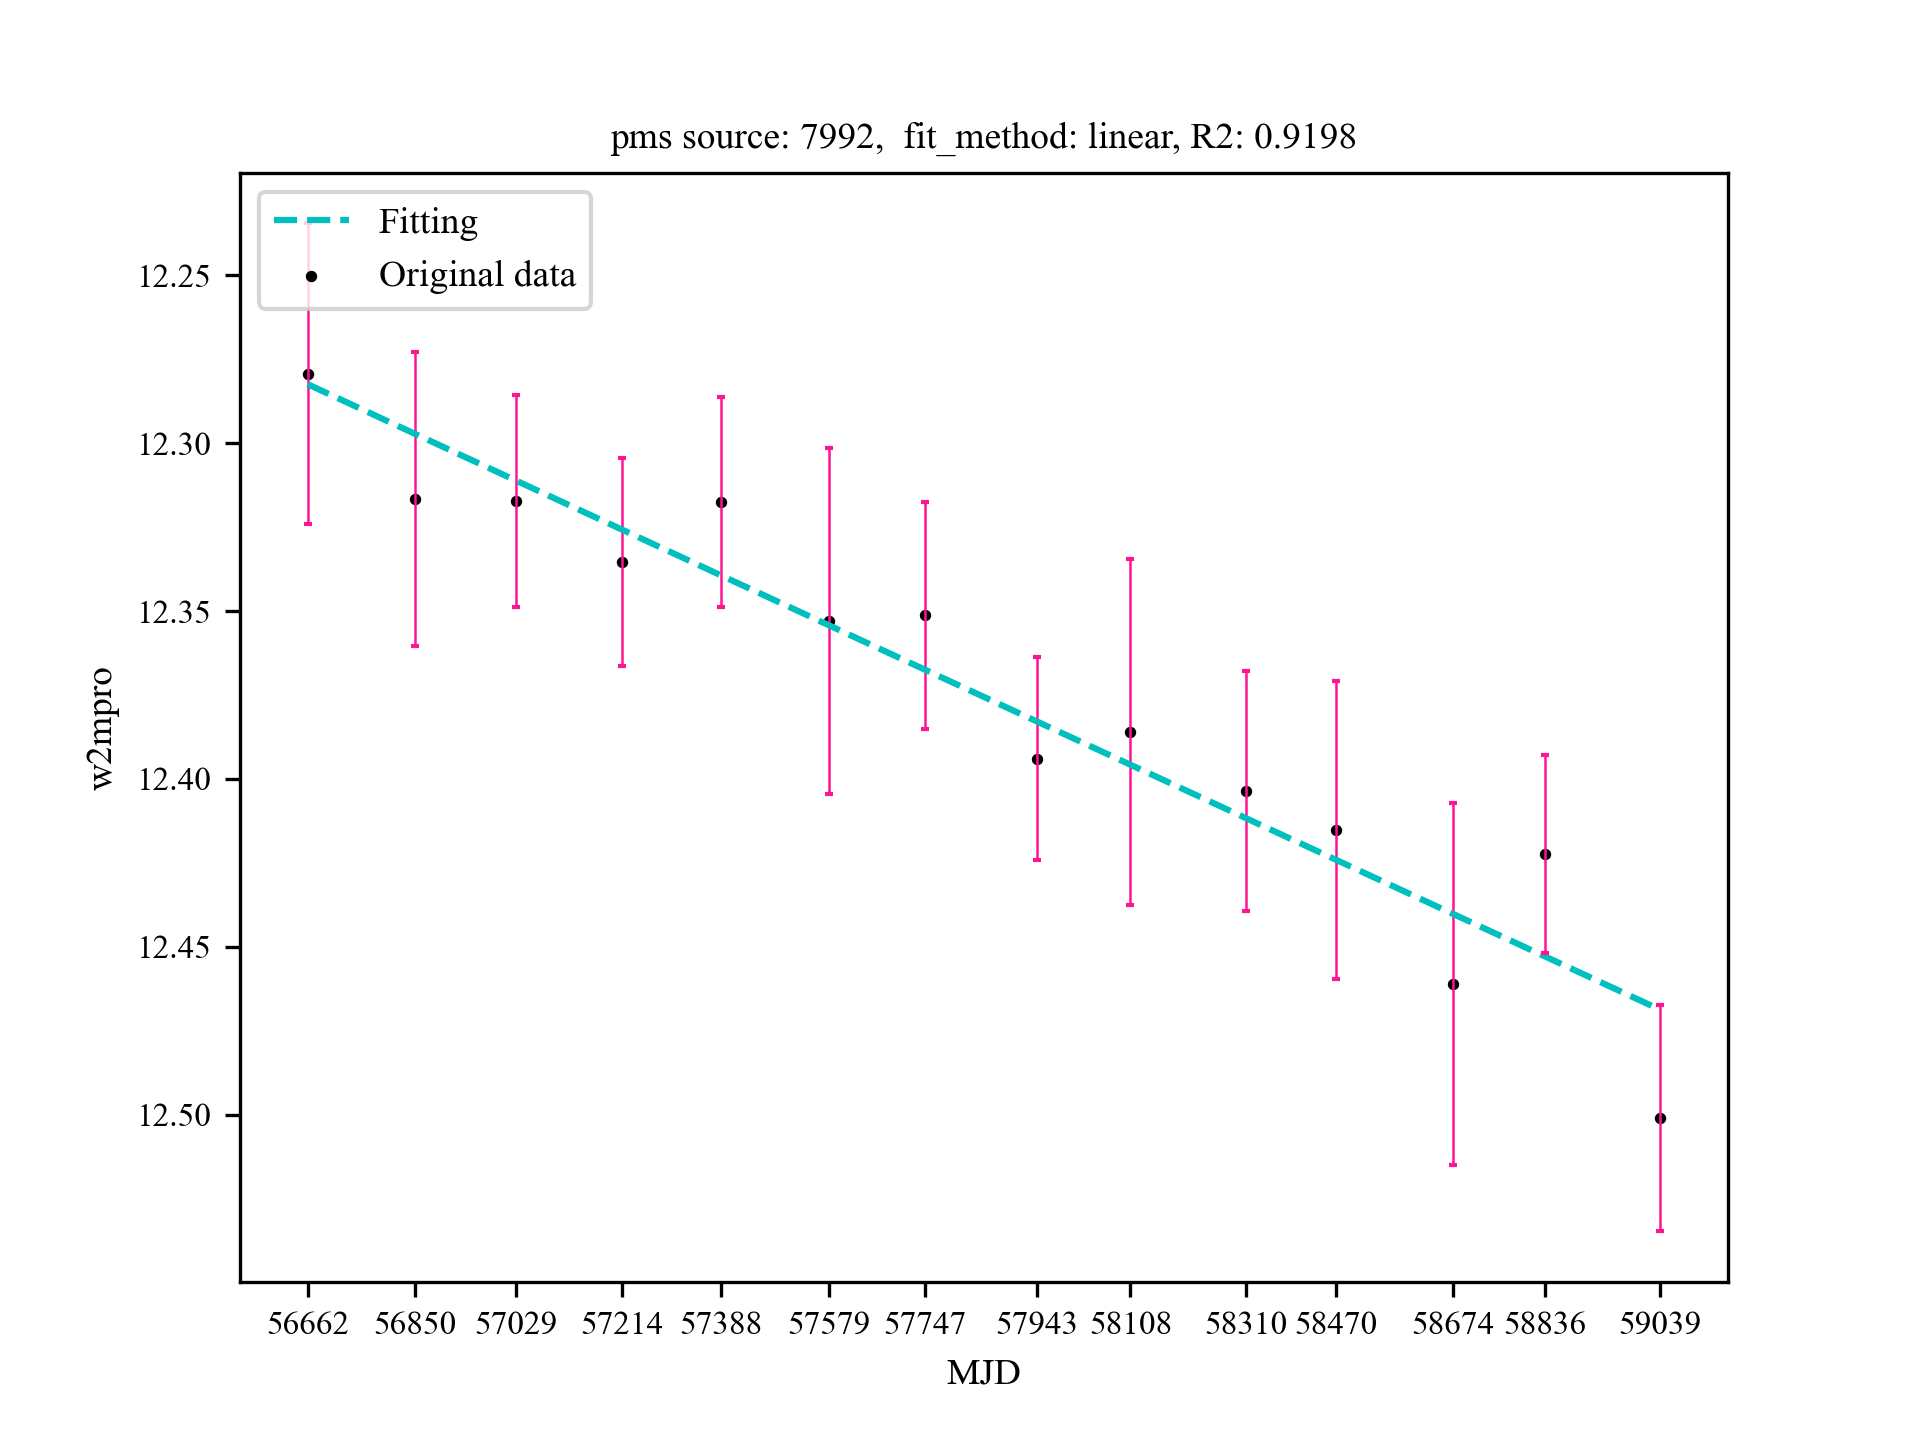 pms source: 7992,  fit_method: linear, R2: 0.9198
Fitting
Original data
12.25
12.30
12.35
12.40
12.45
12.50
w2mpro
56662 56850 57029 57214 57388 57579 57747 57943 58108 58310 58470 58674 58836 59039
MJD